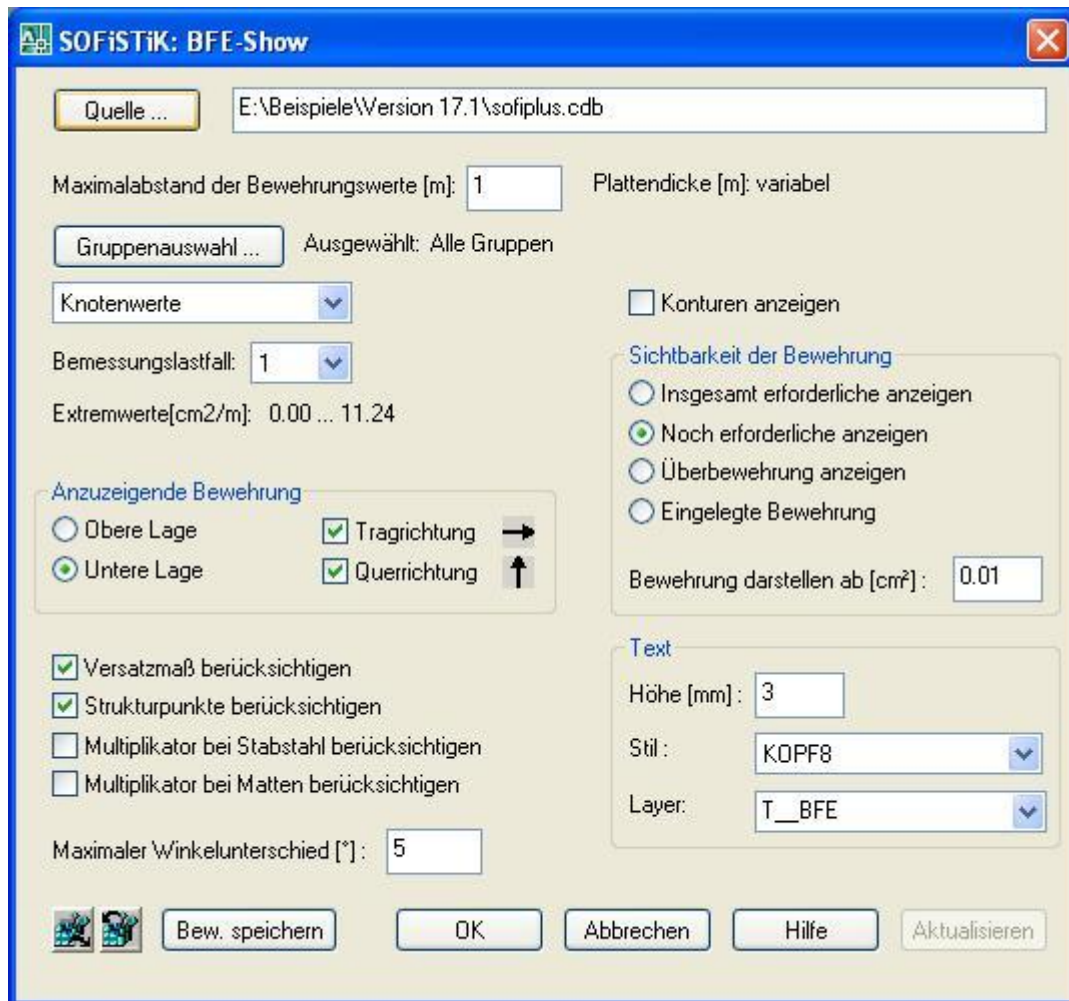 SOFiSTiK: BFE-Show
Quelle ... E:\Beispiele\Version 17.1\sofiplus.cdb
Maximalabstand der Bewehrungswerte [m]: 1 Plattendicke [m]: variabel
Gruppenauswahl ... Ausgewählt: Alle Gruppen
Knotenwerte
Konturen anzeigen
Bemessungslastfall: 1
Extremwerte[cm2/m]: 0.00 ... 11.24
Sichtbarkeit der Bewehrung
Insgesamt erforderliche anzeigen
Noch erforderliche anzeigen
Überbewehrung anzeigen
Eingelegte Bewehrung
Bewehrung darstellen ab [cm²] : 0.01
Anzuzeigende Bewehrung
Obere Lage Tragrichtung
Untere Lage Querrichtung
Versatzmaß berücksichtigen
Strukturpunkte berücksichtigen
Multiplikator bei Stabstahl berücksichtigen
Multiplikator bei Matten berücksichtigen
Maximaler Winkelunterschied [°] : 5
Text
Höhe [mm] : 3
Stil : KOPF8
Layer: T__BFE
Bew. speichern OK Abbrechen Hilfe Aktualisieren